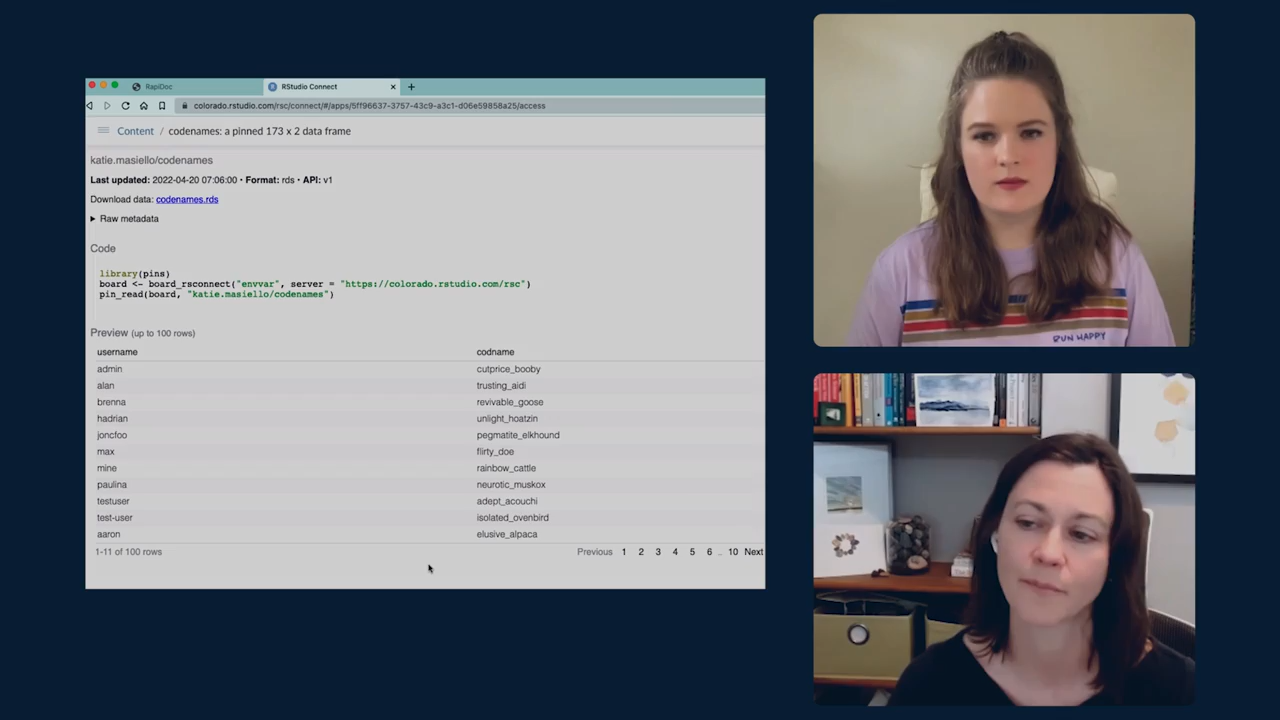 RapiDoc
RStudio Connect
colorado.rstudio.com/rsc/connect/#/apps/5ff96637-3757-43c9-a3c1-d06e59858a25/access
Content / codenames: a pinned 173 x 2 data frame
katie.masiello/codenames
Last updated: 2022-04-20 07:06:00 • Format: rds • API: v1
Download data: codenames.rds
Raw metadata
Code
library(pins)
board <- board_rsconnect("envvar", server = "https://colorado.rstudio.com/rsc")
pin_read(board, "katie.masiello/codenames")
Preview (up to 100 rows)
username codname
admin cutprice_booby
alan trusting_aidi
brenna revivable_goose
hadrian unlight_hoatzin
joncfoo pegmatite_elkhound
max flirty_doe
mine rainbow_cattle
paulina neurotic_muskox
testuser adept_acouchi
test-user isolated_ovenbird
aaron elusive_alpaca
1-11 of 100 rows Previous 1 2 3 4 5 6 .. 10 Next
RUN HAPPY